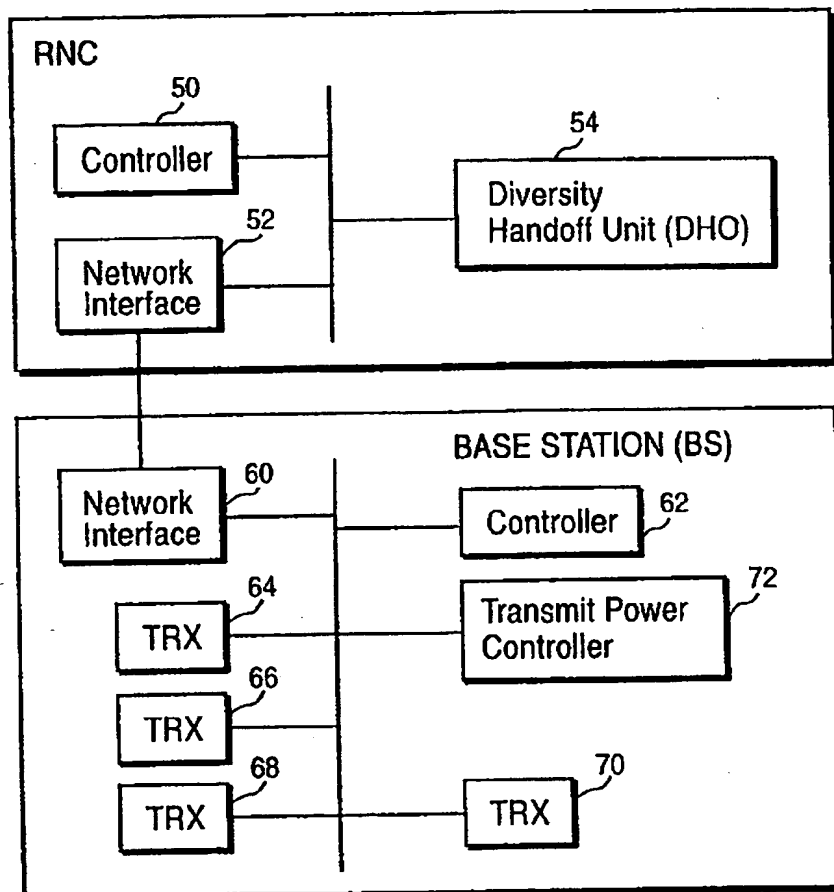 RNC
50
Controller
52
Network
Interface
54
Diversity
Handoff Unit (DHO)
BASE STATION (BS)
60
Network
Interface
62
Controller
64
TRX
72
Transmit Power
Controller
66
TRX
68
TRX
70
TRX